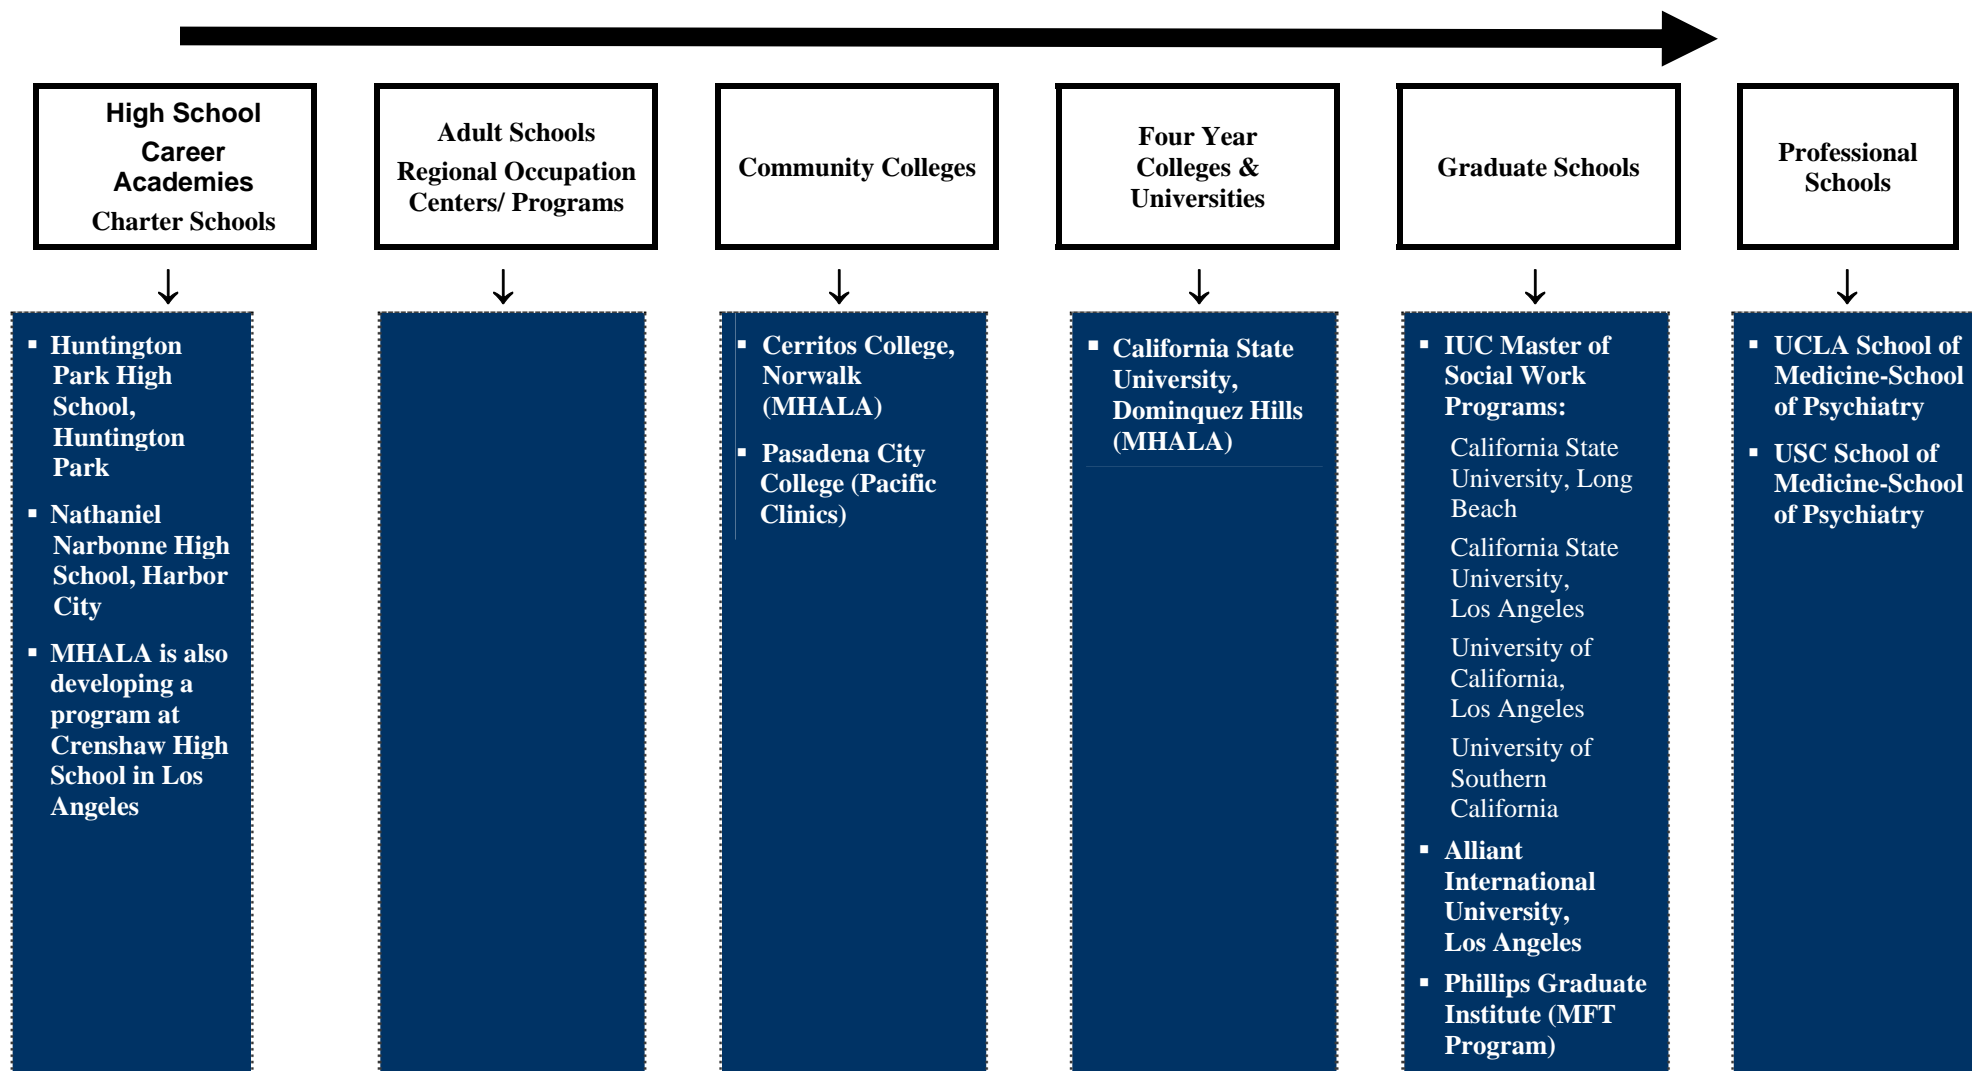 High School
Career
Academies
Charter Schools
Adult Schools
Regional Occupation
Centers/ Programs
Community Colleges
Four Year
Colleges &
Universities
Graduate Schools
Professional
Schools
▪ Huntington
Park High
School,
Huntington
Park
▪ Nathaniel
Narbonne High
School, Harbor
City
▪ MHALA is also
developing a
program at
Crenshaw High
School in Los
Angeles
▪ Cerritos College,
Norwalk
(MHALA)
▪ Pasadena City
College (Pacific
Clinics)
▪ California State
University,
Dominquez Hills
(MHALA)
▪ IUC Master of
Social Work
Programs:
California State
University, Long
Beach
California State
University,
Los Angeles
University of
California,
Los Angeles
University of
Southern
California
▪ Alliant
International
University,
Los Angeles
▪ Phillips Graduate
Institute (MFT
Program)
▪ UCLA School of
Medicine-School
of Psychiatry
▪ USC School of
Medicine-School
of Psychiatry